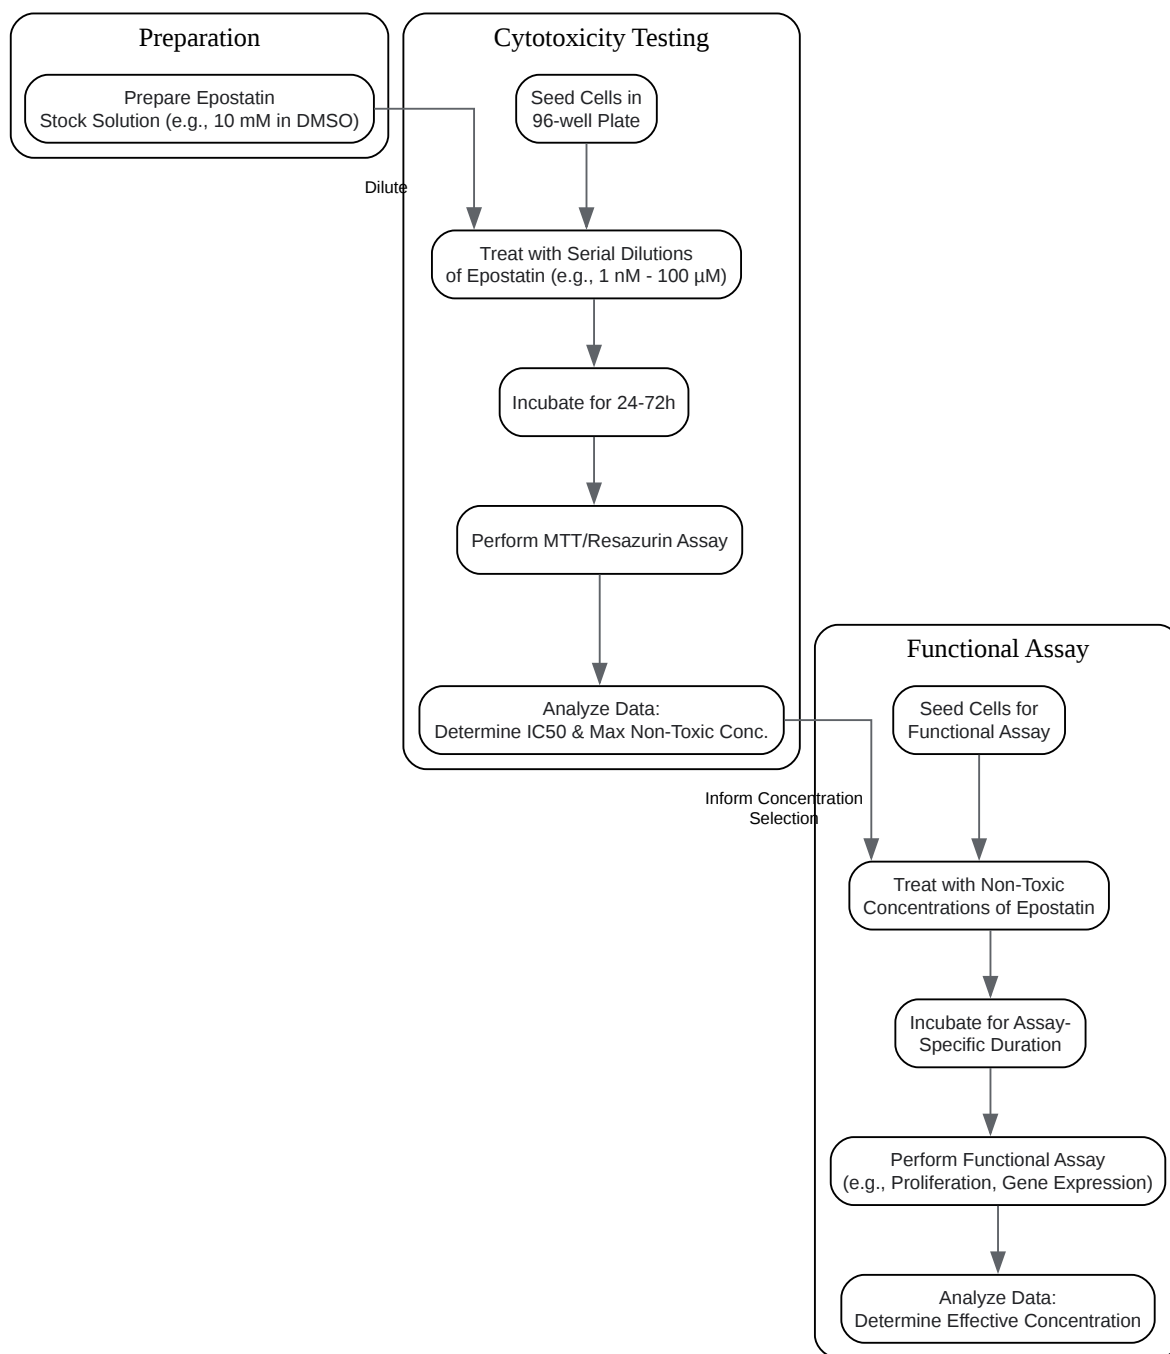 Preparation
Prepare Epostatin
Stock Solution (e.g., 10 mM in DMSO)
Dilute
Cytotoxicity Testing
Seed Cells in
96-well Plate
Treat with Serial Dilutions
of Epostatin (e.g., 1 nM - 100 µM)
Incubate for 24-72h
Perform MTT/Resazurin Assay
Analyze Data:
Determine IC50 & Max Non-Toxic Conc.
Inform Concentration
Selection
Functional Assay
Seed Cells for
Functional Assay
Treat with Non-Toxic
Concentrations of Epostatin
Incubate for Assay-
Specific Duration
Perform Functional Assay
(e.g., Proliferation, Gene Expression)
Analyze Data:
Determine Effective Concentration